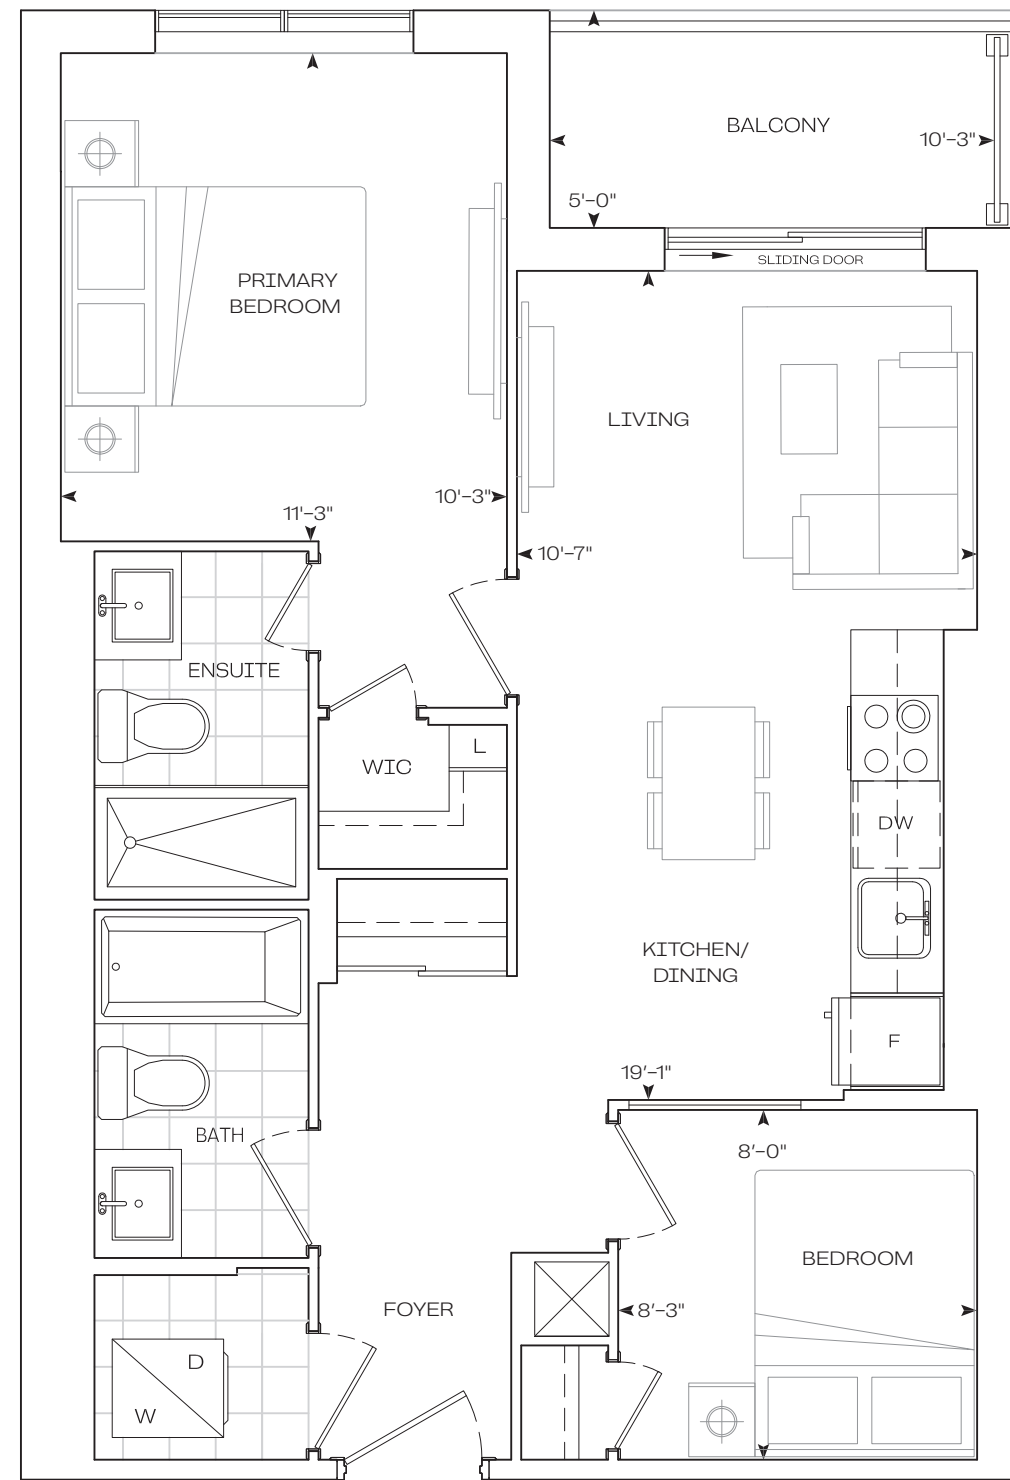 BALCONY
10'-3"
5'-0"
SLIDING DOOR
PRIMARY
BEDROOM
LIVING
10'-3"
11'-3"
10'-7"
ENSUITE
WIC
L
DW
KITCHEN/
DINING
F
19'-1"
BATH
8'-0"
BEDROOM
FOYER
8'-3"
D
W